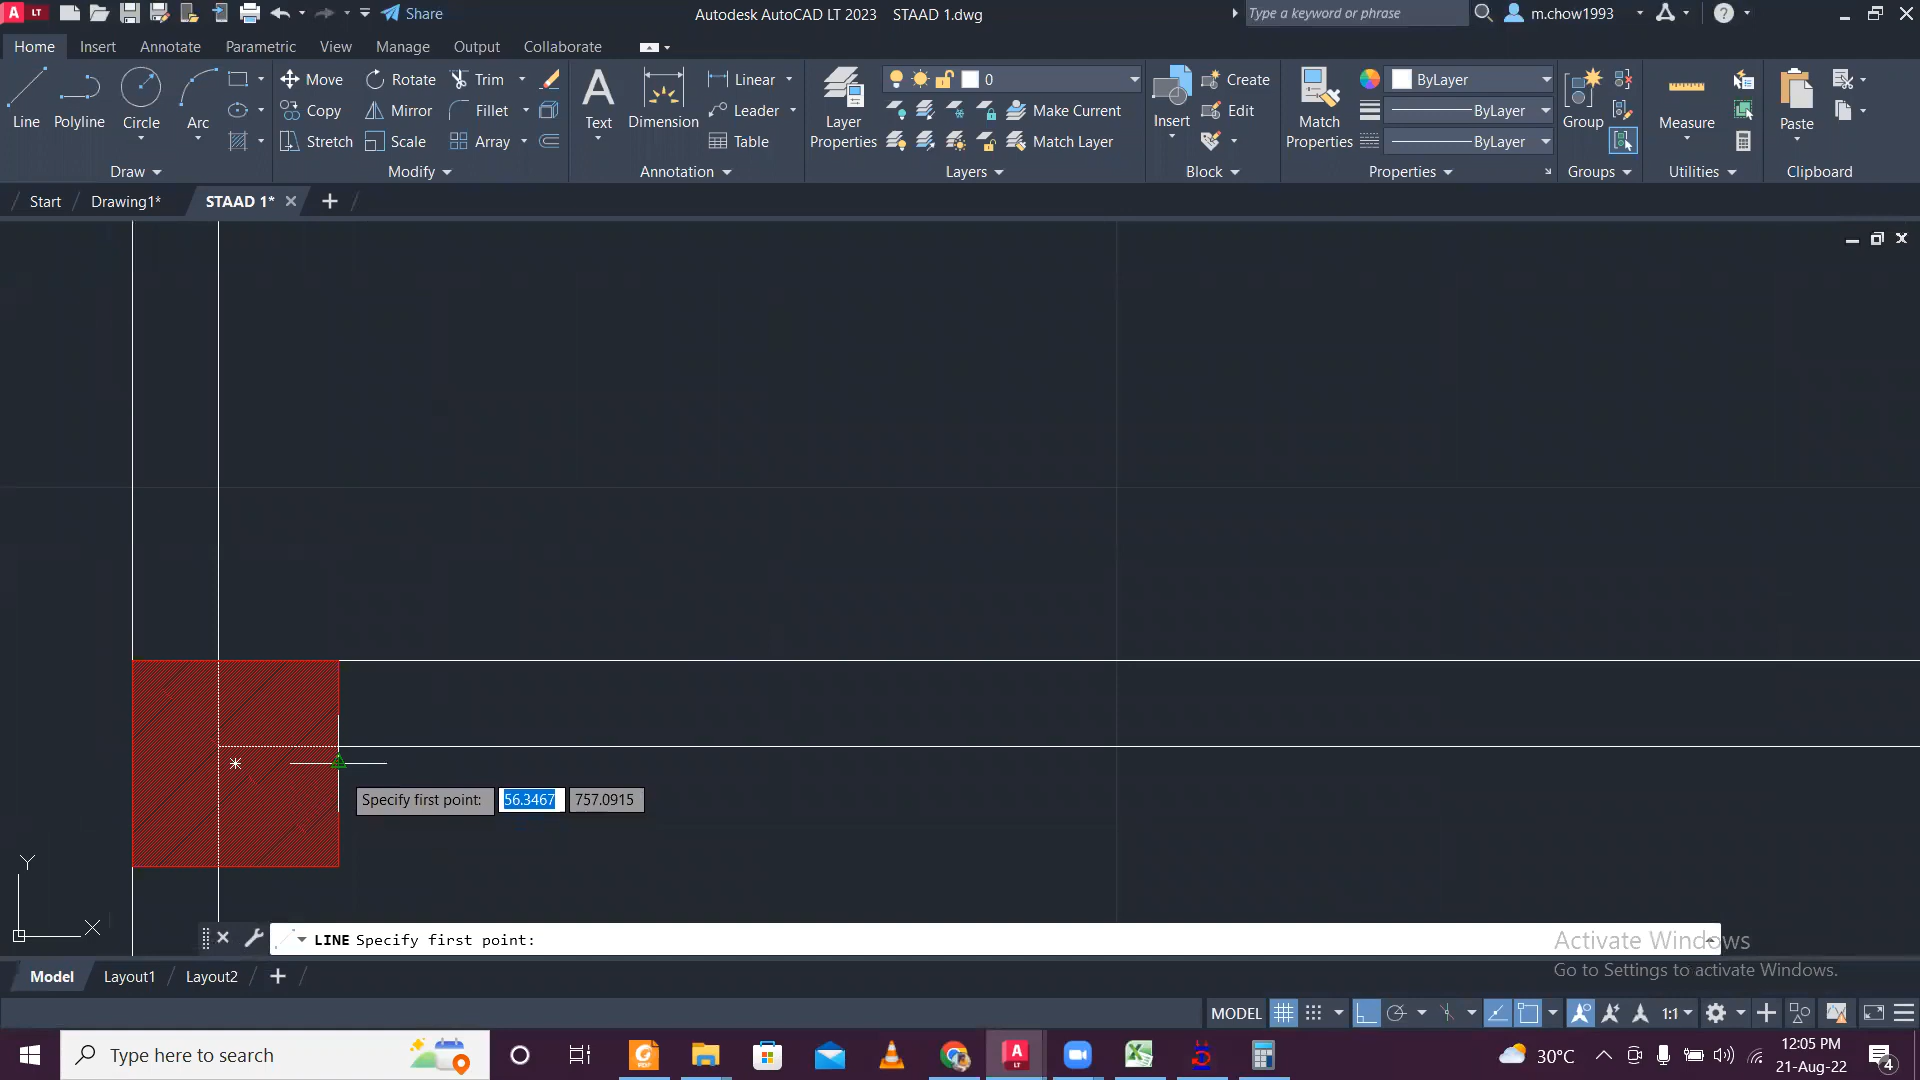 A LT Share Autodesk AutoCAD LT 2023 STAAD 1.dwg Type a keyword or phrase m.chow1993 ?
Home Insert Annotate Parametric View Manage Output Collaborate
Line Polyline Circle Arc
Move Rotate Trim
Copy Mirror Fillet
Stretch Scale Array
Text Dimension
Linear
Leader
Table
Layer Properties
0
Make Current
Match Layer
Insert
Create
Edit
Match Properties
ByLayer
ByLayer
ByLayer
Group
Measure
Paste
Draw Modify Annotation Layers Block Properties Groups Utilities Clipboard
Start Drawing1* STAAD 1*
Specify first point: 56.3467 757.0915
Y
X
LINE Specify first point:
Activate Windows
Go to Settings to activate Windows.
Model Layout1 Layout2
MODEL 1:1
Type here to search
PDF
A LT
30°C
12:05 PM
21-Aug-22
4